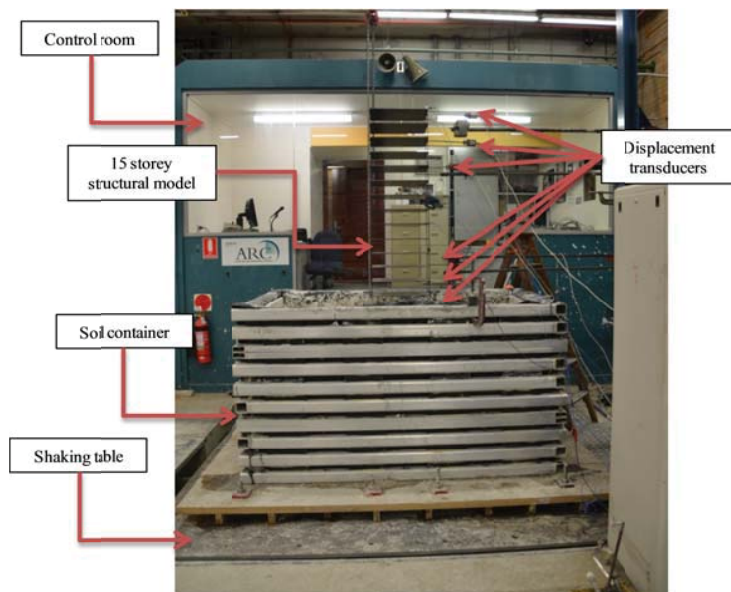 Control room
15 storey
structural model
Displacement
transducers
ARC
Soil container
Shaking table